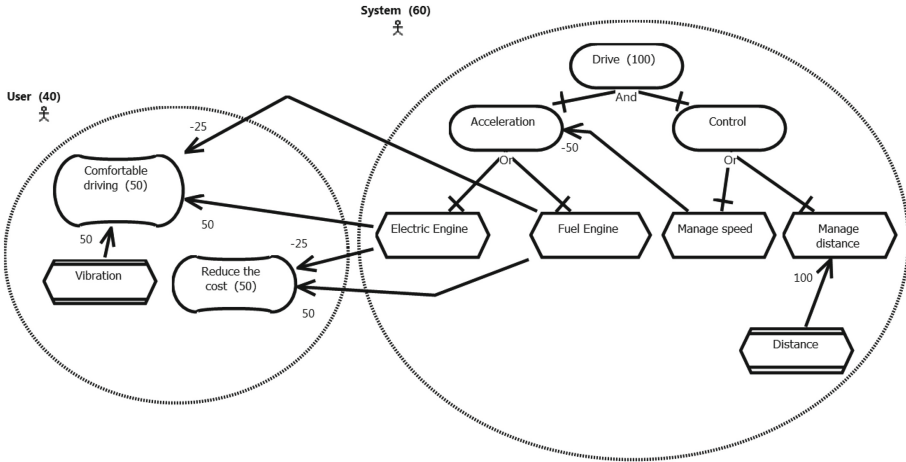 System (60)
Drive (100)
And
User (40)
Acceleration
Control
-25
-50
Or
Or
Comfortable
driving (50)
50
50
Electric Engine
Fuel Engine
Manage speed
Manage
distance
-25
Vibration
Reduce the
cost (50)
50
100
Distance